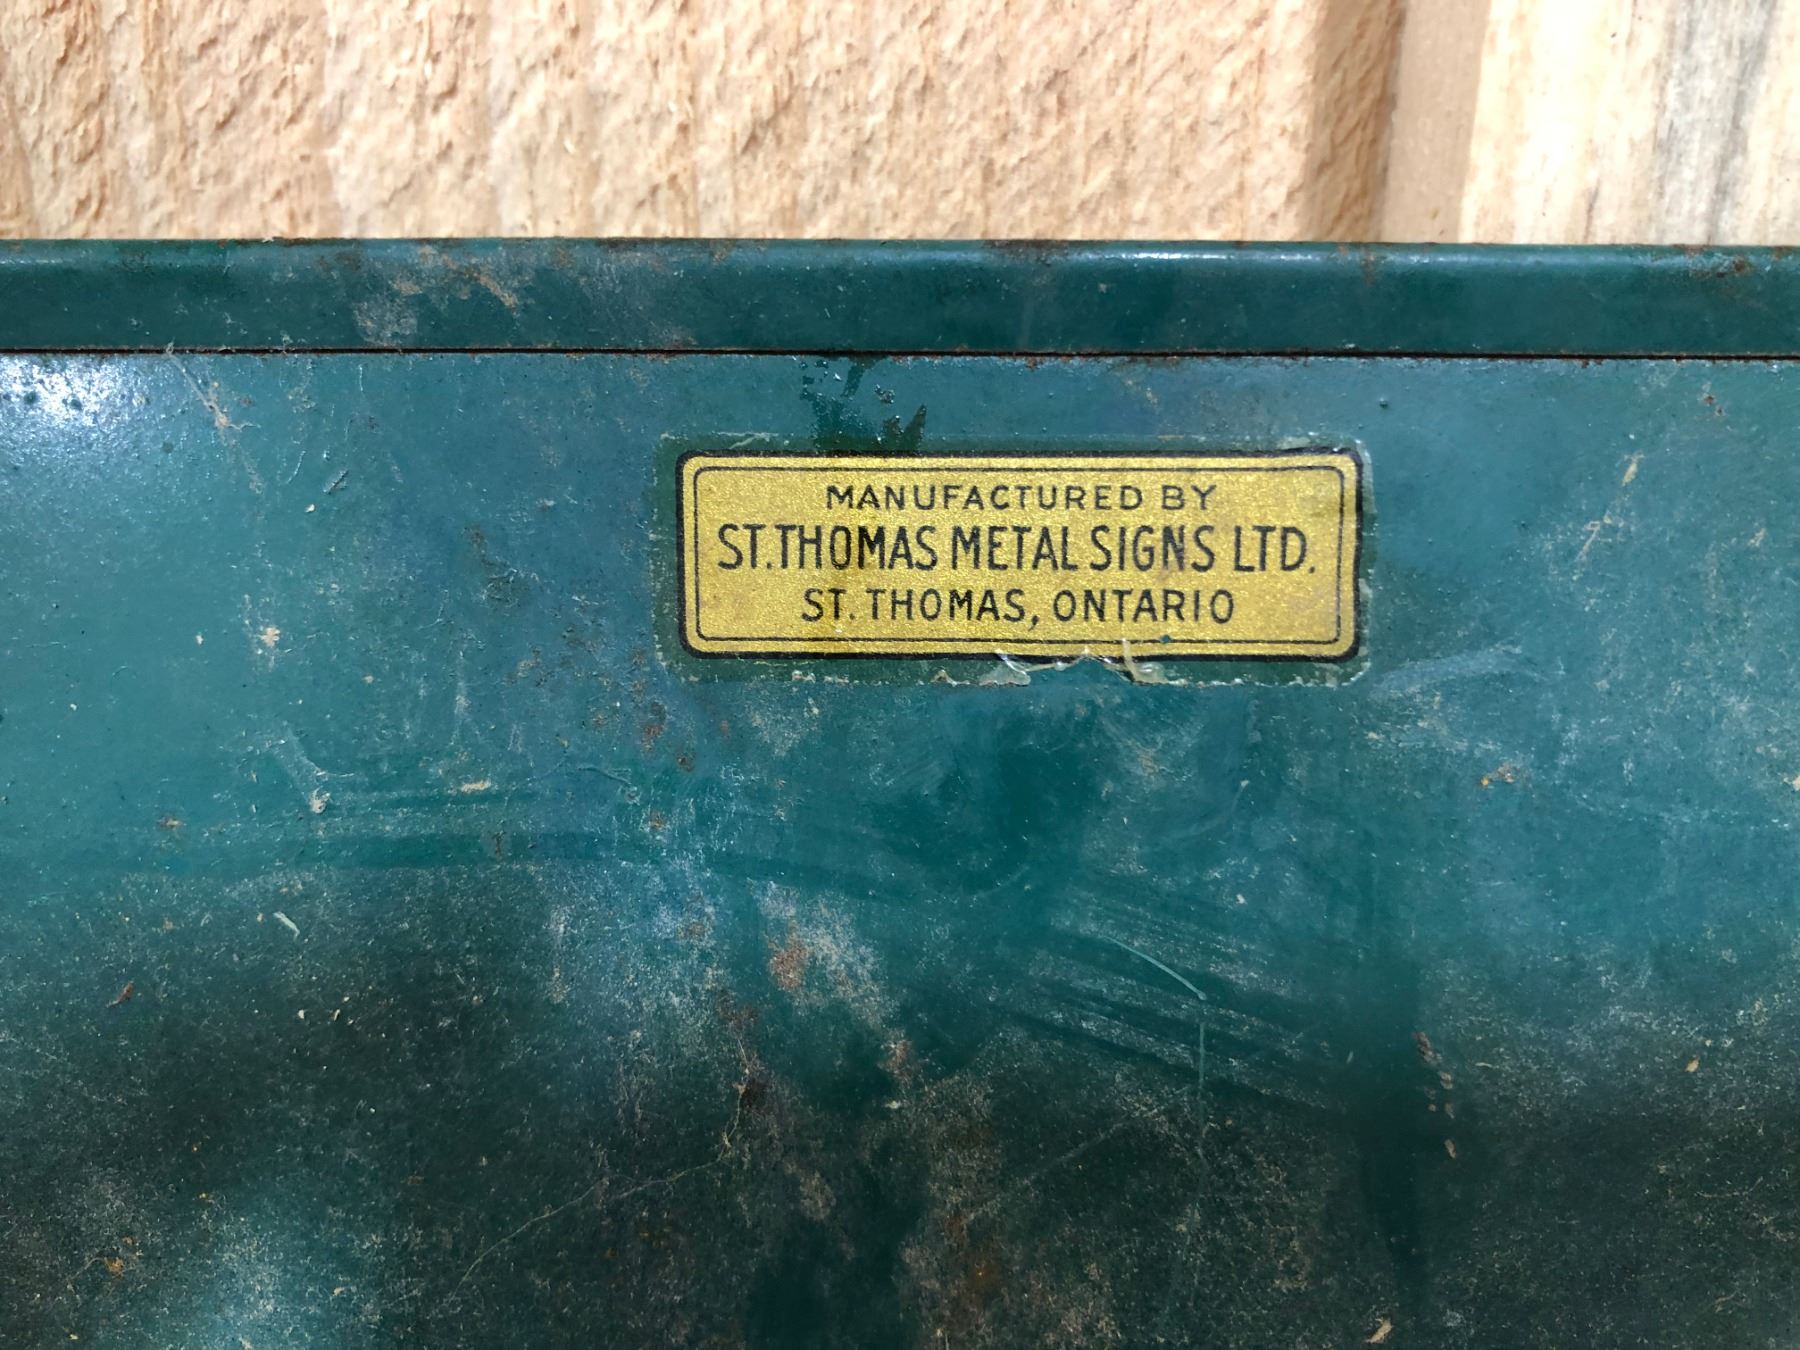 MANUFACTURED BY
ST. THOMAS METAL SIGNS LTD.
ST. THOMAS, ONTARIO